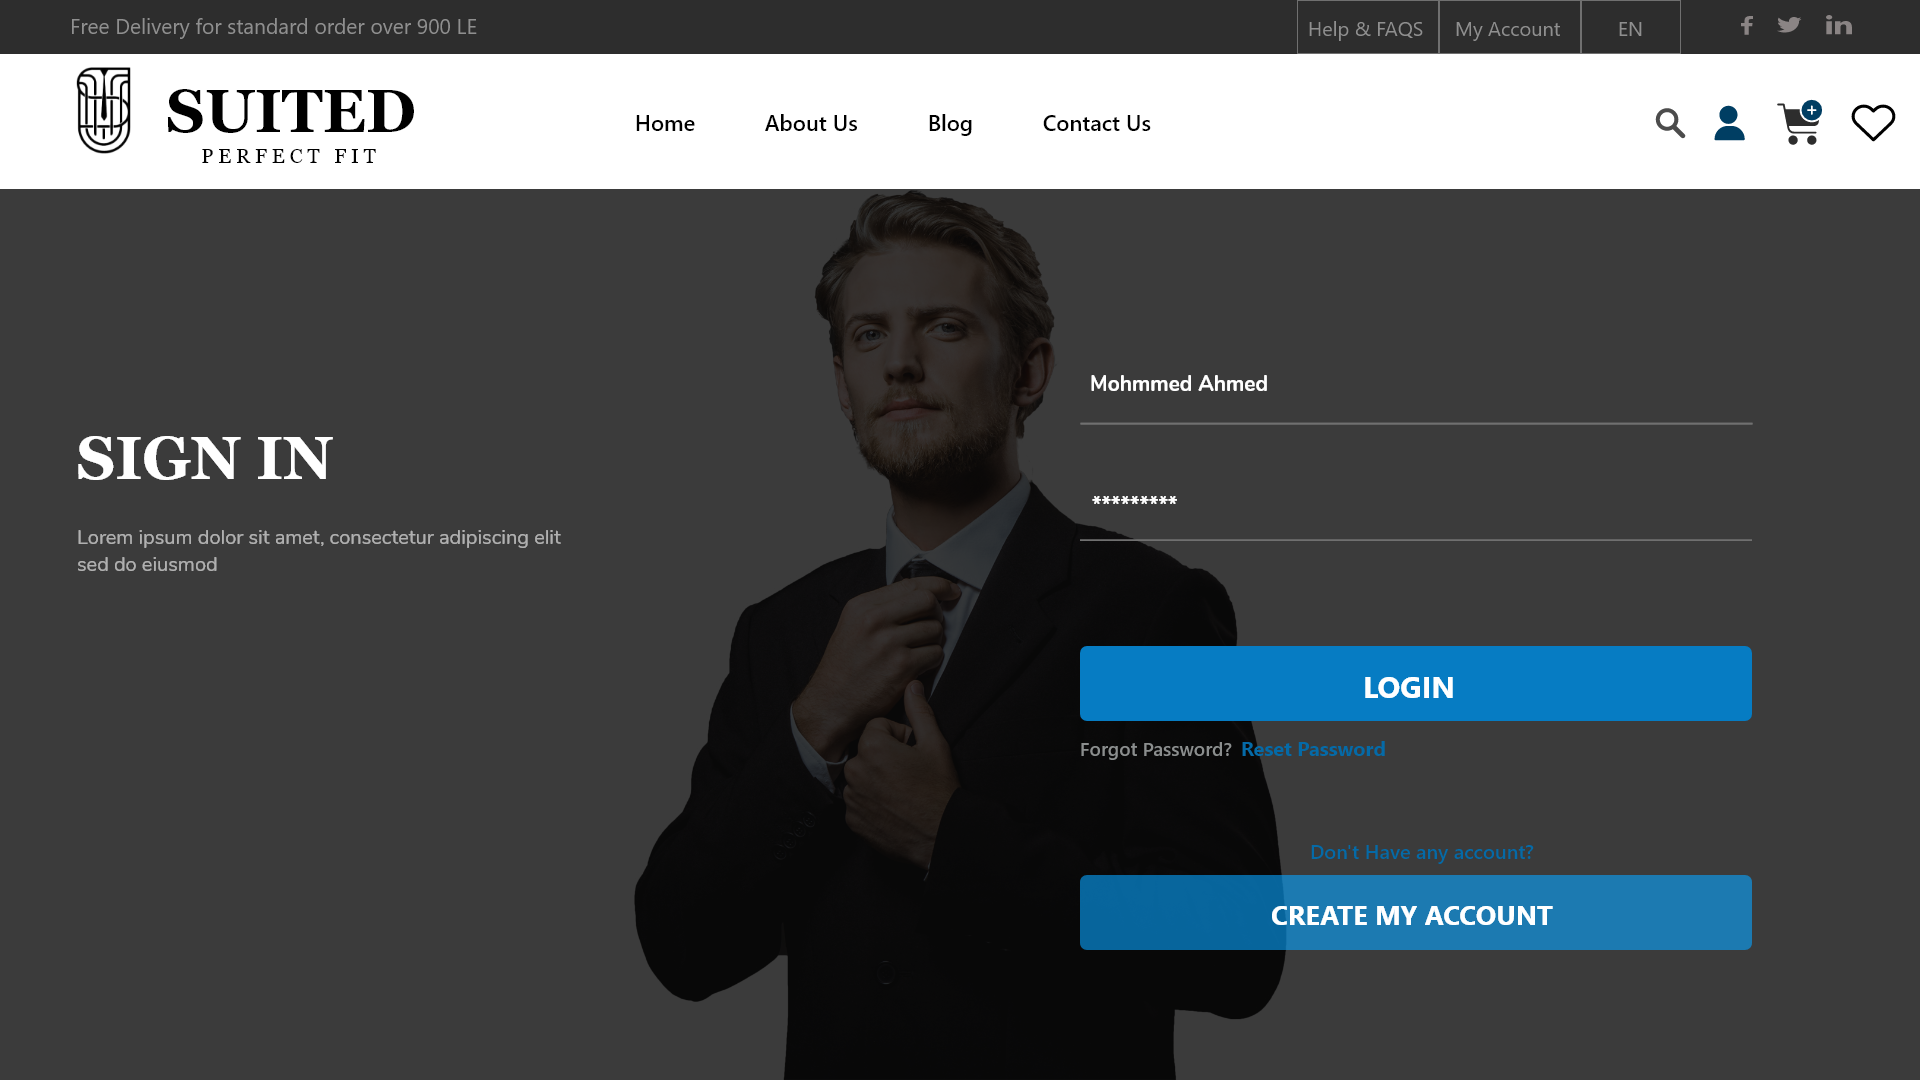 Free Delivery for standard order over 900 LE
Help & FAQS
My Account
EN
SUITED
PERFECT FIT
Home
About Us
Blog
Contact Us
SIGN IN
Lorem ipsum dolor sit amet, consectetur adipiscing elit
sed do eiusmod
Mohmmed Ahmed
*********
LOGIN
Forgot Password? Reset Password
Don't Have any account?
CREATE MY ACCOUNT